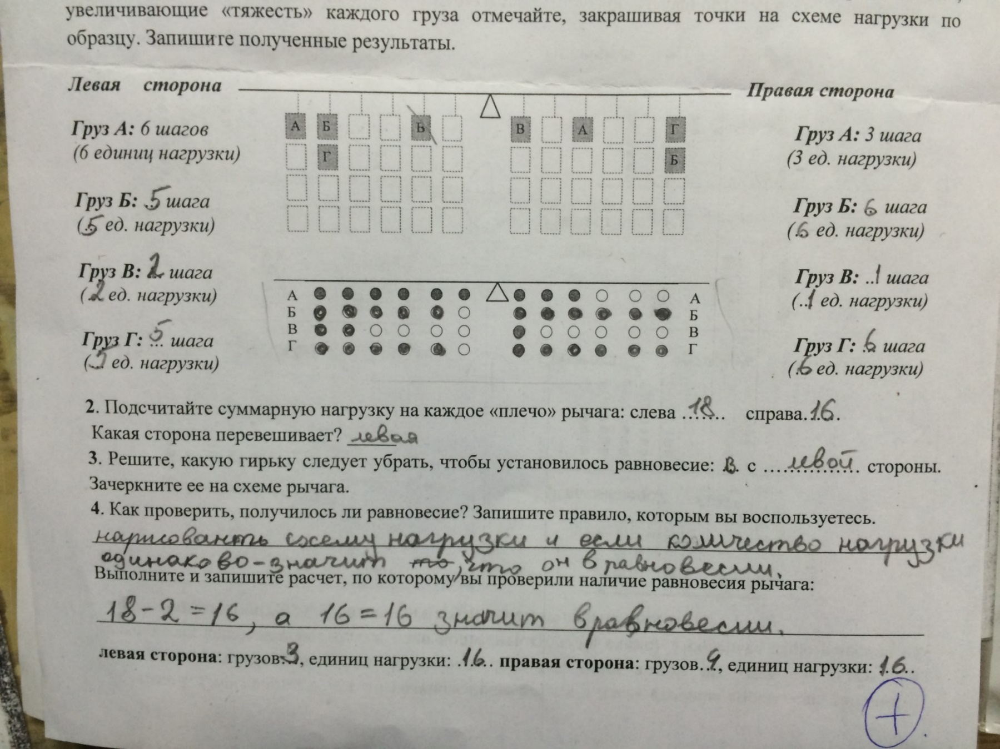 увеличивающие «тяжесть» каждого груза отмечайте, закрашивая точки на схеме нагрузки по
образцу. Запишите полученные результаты.
Левая сторона Правая сторона
А Б В В А Г
Г Б
Груз А: 6 шагов
(6 единиц нагрузки)
Груз Б: 5 шага
(5 ед. нагрузки)
Груз В: 2 шага
(2 ед. нагрузки)
Груз Г: 5 шага
(5 ед. нагрузки)
Груз А: 3 шага
(3 ед. нагрузки)
Груз Б: 6 шага
(6 ед. нагрузки)
Груз В: ..1 шага
(..1 ед. нагрузки)
Груз Г: 6 шага
(.6 ед. нагрузки)
А А
Б Б
В В
Г Г
2. Подсчитайте суммарную нагрузку на каждое «плечо» рычага: слева 18 справа 16.
Какая сторона перевешивает? левая
3. Решите, какую гирьку следует убрать, чтобы установилось равновесие: В с левой стороны.
Зачеркните ее на схеме рычага.
4. Как проверить, получилось ли равновесие? Запишите правило, которым вы воспользуетесь.
нарисовать схему нагрузки и если количество нагрузки
одинаково-значит то, что он в равновесии.
Выполните и запишите расчет, по которому вы проверили наличие равновесия рычага:
18-2=16, а 16=16 значит в равновесии.
левая сторона: грузов 3, единиц нагрузки: 16.. правая сторона: грузов 4, единиц нагрузки: 16..
+